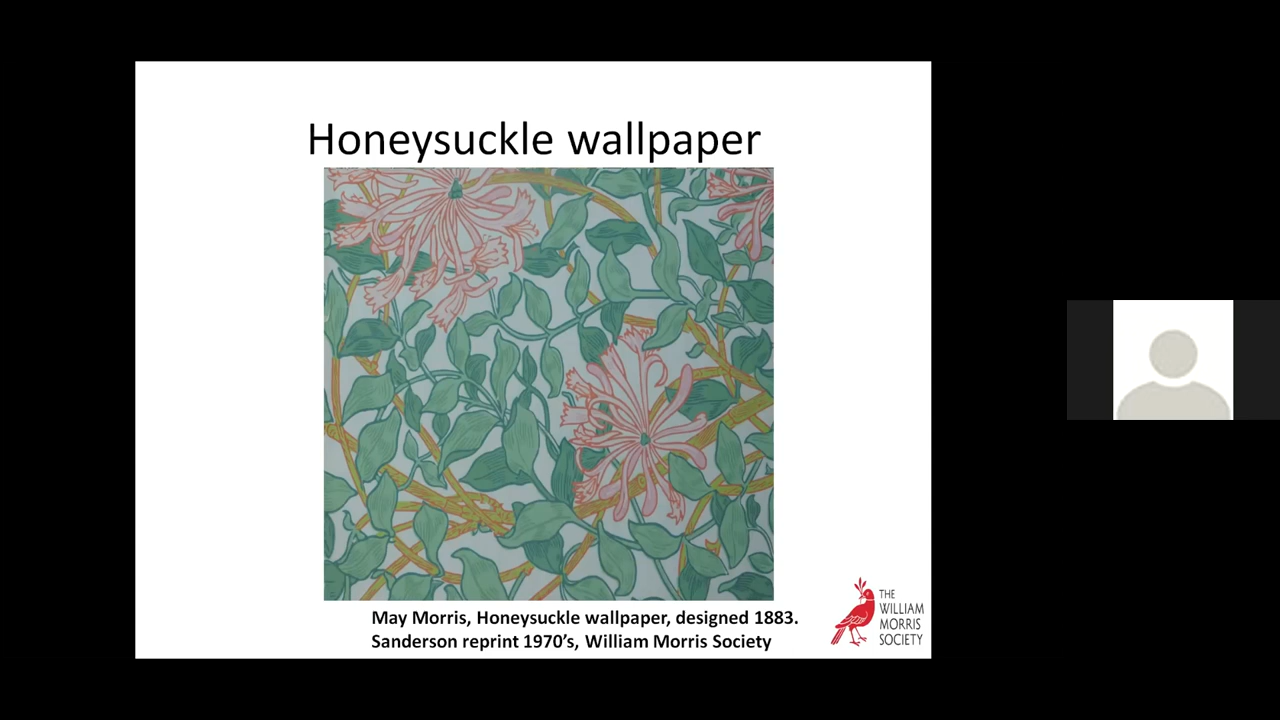 Honeysuckle wallpaper
May Morris, Honeysuckle wallpaper, designed 1883.
Sanderson reprint 1970’s, William Morris Society
THE
WILLIAM
MORRIS
SOCIETY